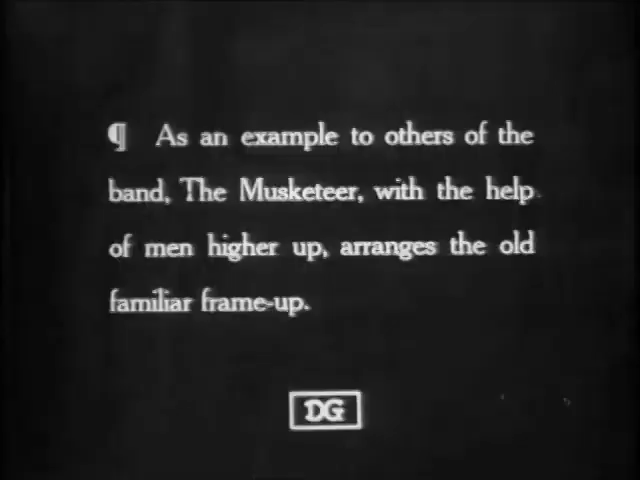 ¶ As an example to others of the
band, The Musketeer, with the help
of men higher up, arranges the old
familiar frame-up.
DG